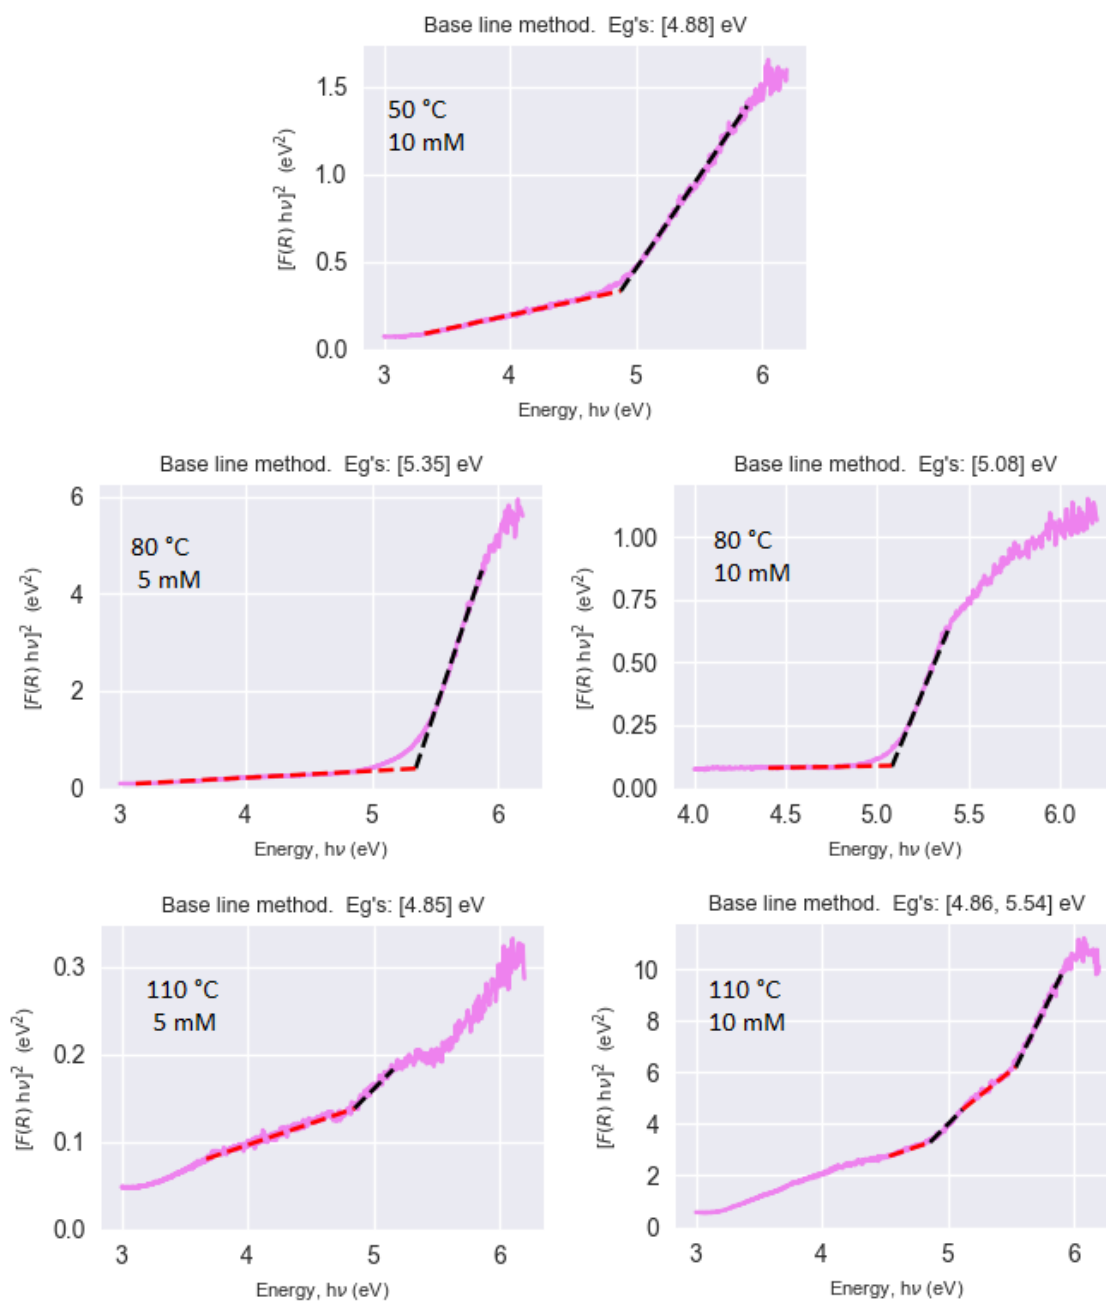 Base line method.  Eg's: [4.88] eV
50 °C
10 mM
1.5
1.0
0.5
0.0
[F(R) hν]² (eV²)
3 4 5 6
Energy, hν (eV)
Base line method.  Eg's: [5.35] eV
80 °C
5 mM
6
4
2
0
[F(R) hν]² (eV²)
3 4 5 6
Energy, hν (eV)
Base line method.  Eg's: [5.08] eV
80 °C
10 mM
1.00
0.75
0.50
0.25
0.00
[F(R) hν]² (eV²)
4.0 4.5 5.0 5.5 6.0
Energy, hν (eV)
Base line method.  Eg's: [4.85] eV
110 °C
5 mM
0.3
0.2
0.1
0.0
[F(R) hν]² (eV²)
3 4 5 6
Energy, hν (eV)
Base line method.  Eg's: [4.86, 5.54] eV
110 °C
10 mM
10
8
6
4
2
0
[F(R) hν]² (eV²)
3 4 5 6
Energy, hν (eV)